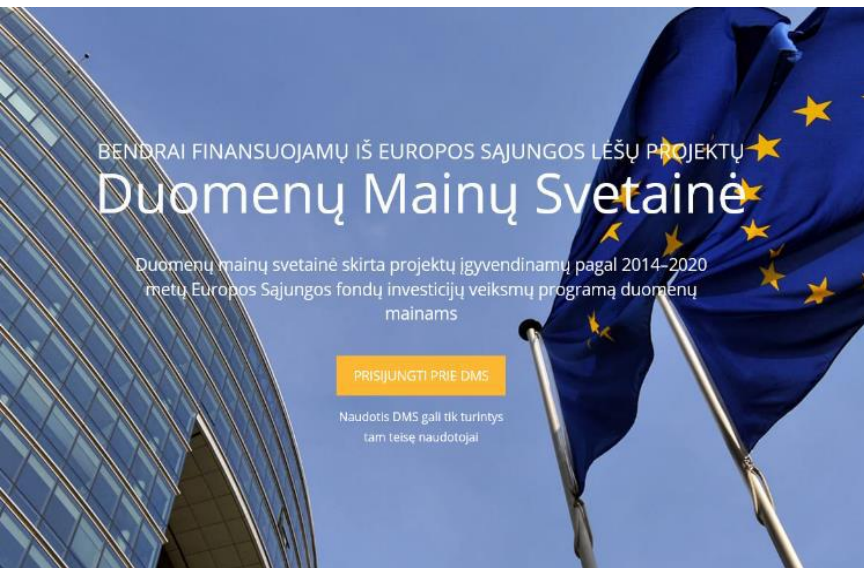 BENDRAI FINANSUOJAMŲ IŠ EUROPOS SĄJUNGOS LĖŠŲ PROJEKTŲ
Duomenų Mainų Svetainė
Duomenų mainų svetainė skirta projektų įgyvendinamų pagal 2014–2020
metų Europos Sąjungos fondų investicijų veiksmų programą duomenų
mainams
PRISIJUNGTI PRIE DMS
Naudotis DMS gali tik turintys
tam teisę naudotojai